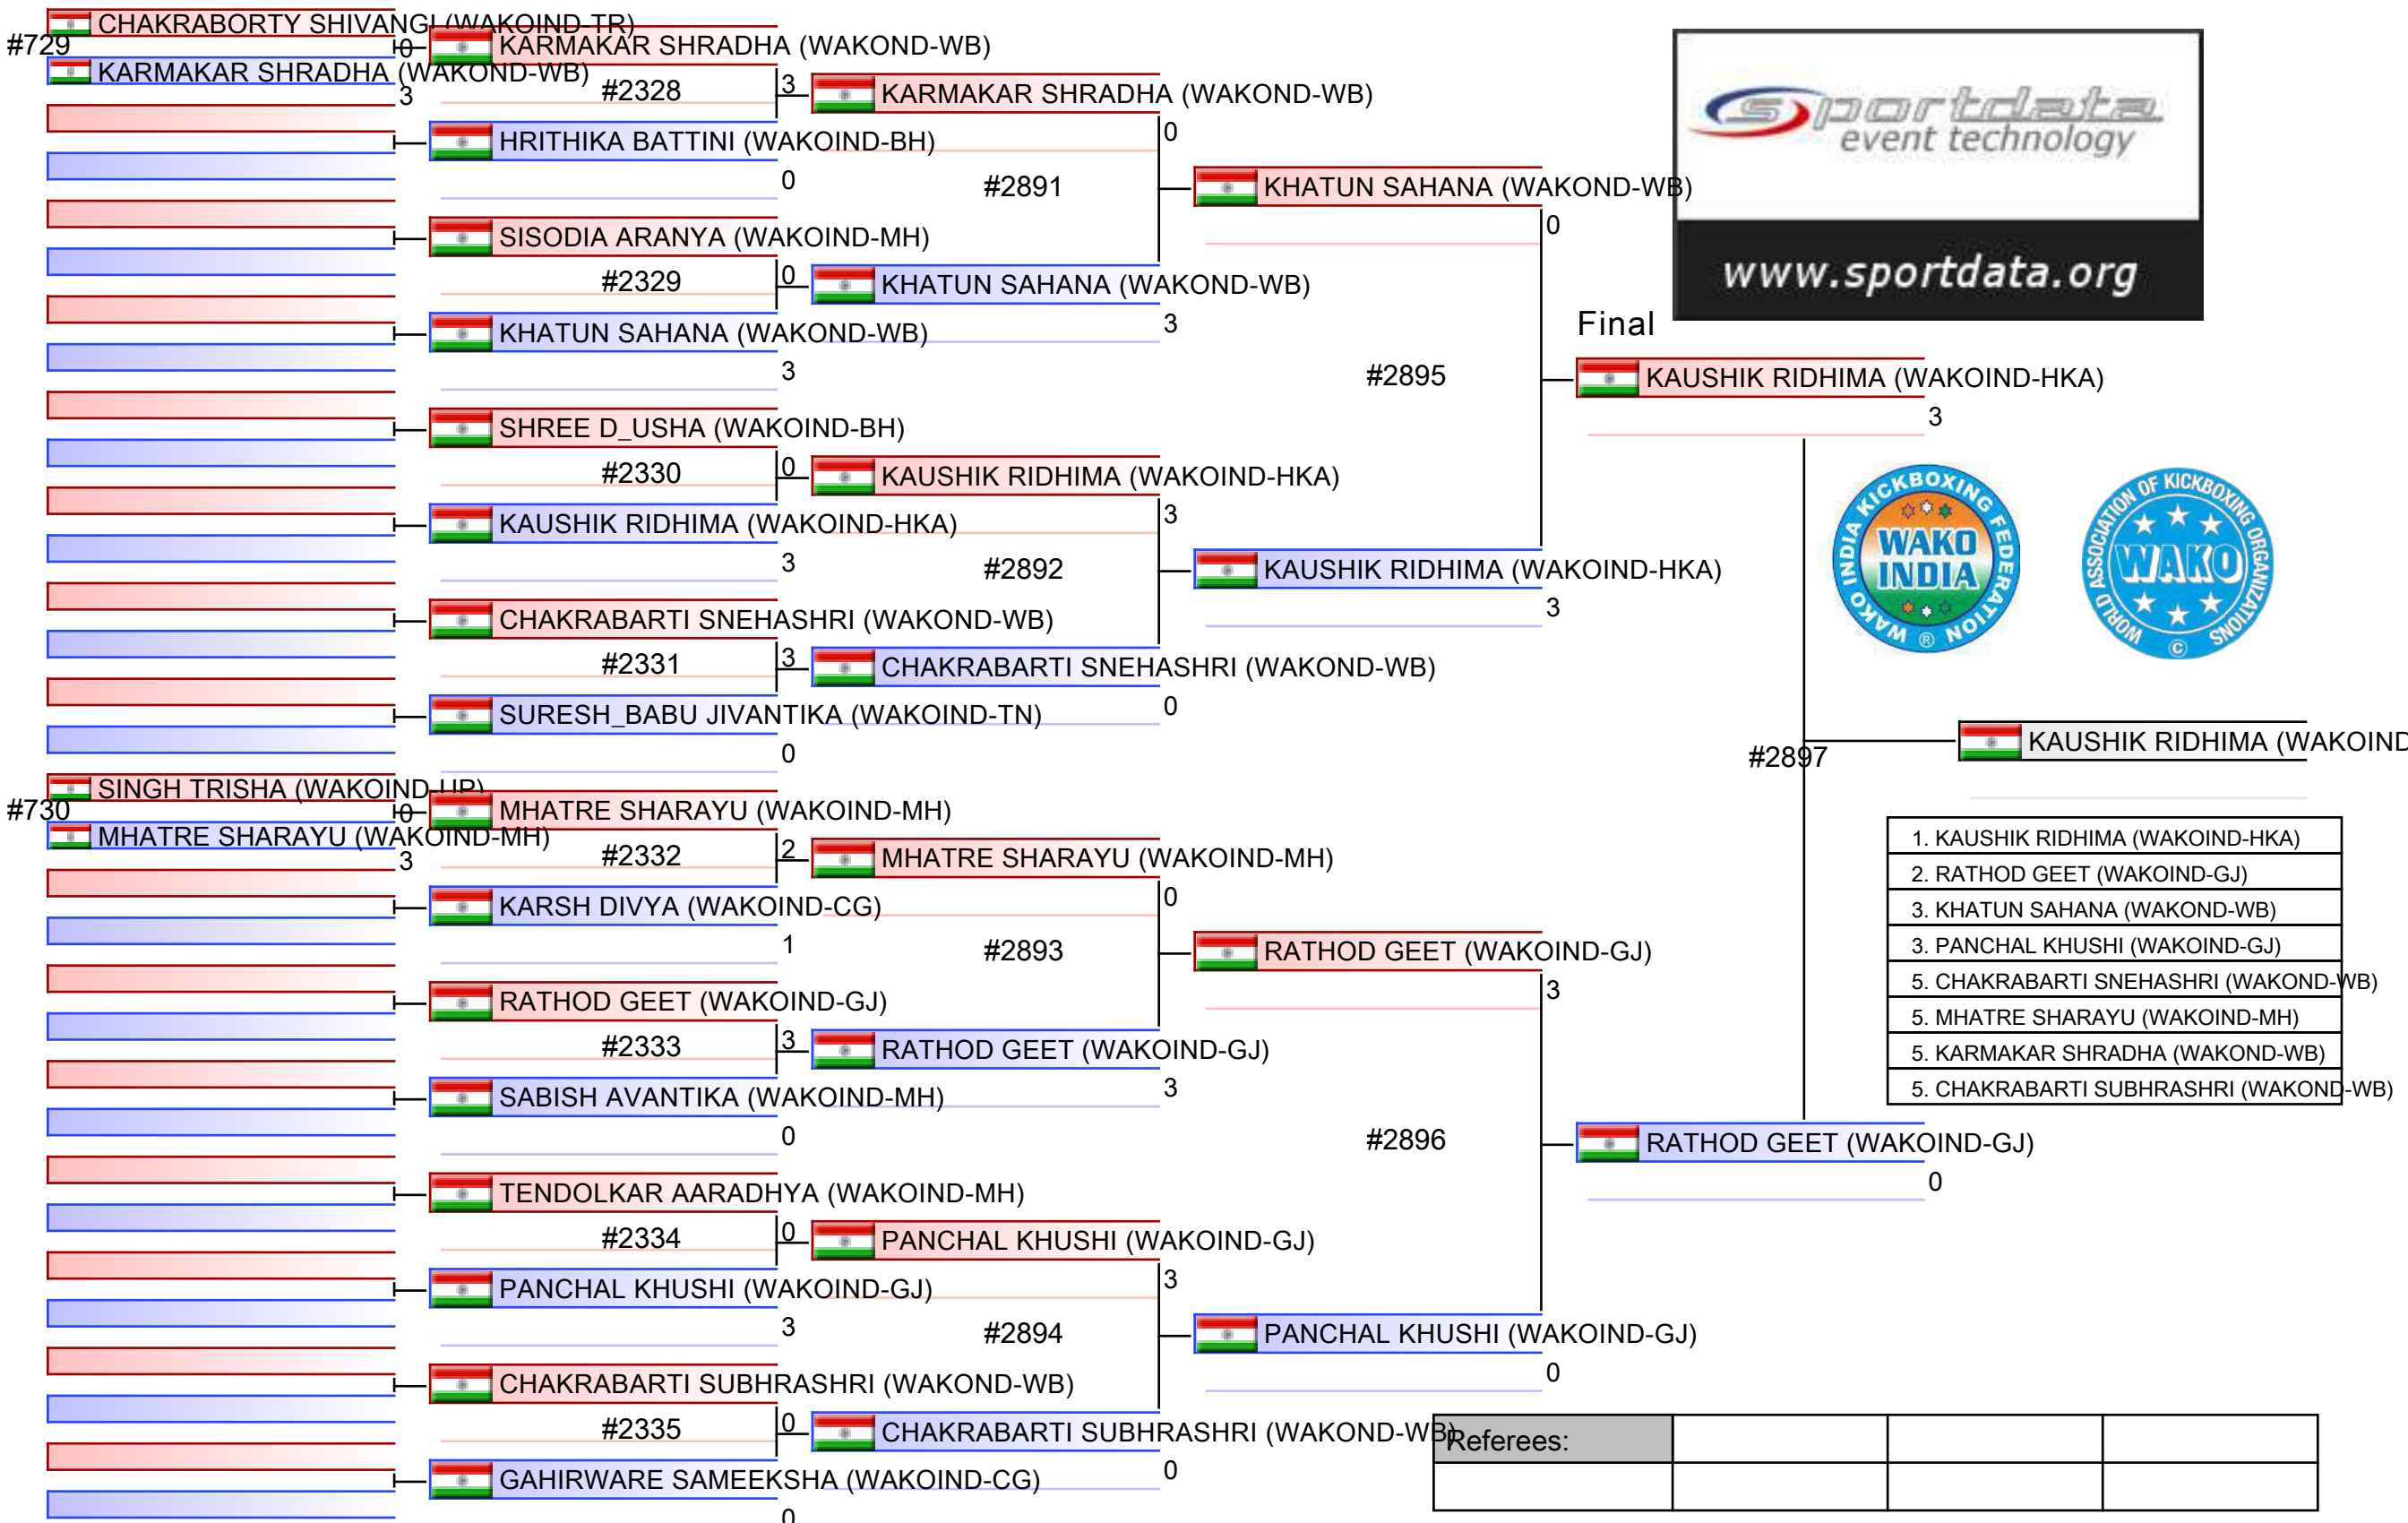 CHAKRABORTY SHIVANGI (WAKOIND-TR)
#729
0
KARMAKAR SHRADHA (WAKOND-WB)
3
SINGH TRISHA (WAKOIND-UP)
#730
0
MHATRE SHARAYU (WAKOIND-MH)
3
KARMAKAR SHRADHA (WAKOND-WB)
#2328
3
HRITHIKA BATTINI (WAKOIND-BH)
0
SISODIA ARANYA (WAKOIND-MH)
#2329
0
KHATUN SAHANA (WAKOND-WB)
3
SHREE D_USHA (WAKOIND-BH)
#2330
0
KAUSHIK RIDHIMA (WAKOIND-HKA)
3
CHAKRABARTI SNEHASHRI (WAKOND-WB)
#2331
3
SURESH_BABU JIVANTIKA (WAKOIND-TN)
0
MHATRE SHARAYU (WAKOIND-MH)
#2332
2
KARSH DIVYA (WAKOIND-CG)
1
RATHOD GEET (WAKOIND-GJ)
#2333
3
SABISH AVANTIKA (WAKOIND-MH)
0
TENDOLKAR AARADHYA (WAKOIND-MH)
#2334
0
PANCHAL KHUSHI (WAKOIND-GJ)
3
CHAKRABARTI SUBHRASHRI (WAKOND-WB)
#2335
0
GAHIRWARE SAMEEKSHA (WAKOIND-CG)
0
KARMAKAR SHRADHA (WAKOND-WB)
0
#2891
KHATUN SAHANA (WAKOND-WB)
3
KAUSHIK RIDHIMA (WAKOIND-HKA)
3
#2892
CHAKRABARTI SNEHASHRI (WAKOND-WB)
0
MHATRE SHARAYU (WAKOIND-MH)
0
#2893
RATHOD GEET (WAKOIND-GJ)
3
PANCHAL KHUSHI (WAKOIND-GJ)
3
#2894
CHAKRABARTI SUBHRASHRI (WAKOND-WB)
0
KHATUN SAHANA (WAKOND-WB)
0
#2895
KAUSHIK RIDHIMA (WAKOIND-HKA)
3
RATHOD GEET (WAKOIND-GJ)
3
#2896
PANCHAL KHUSHI (WAKOIND-GJ)
0
sportdata
event technology
www.sportdata.org
Final
KAUSHIK RIDHIMA (WAKOIND-HKA)
3
WAKO INDIA KICKBOXING FEDERATION
WAKO
INDIA
®
WORLD ASSOCIATION OF KICKBOXING ORGANIZATIONS
WAKO
©
#2897
KAUSHIK RIDHIMA (WAKOIND
RATHOD GEET (WAKOIND-GJ)
0
1. KAUSHIK RIDHIMA (WAKOIND-HKA)
2. RATHOD GEET (WAKOIND-GJ)
3. KHATUN SAHANA (WAKOND-WB)
3. PANCHAL KHUSHI (WAKOIND-GJ)
5. CHAKRABARTI SNEHASHRI (WAKOND-WB)
5. MHATRE SHARAYU (WAKOIND-MH)
5. KARMAKAR SHRADHA (WAKOND-WB)
5. CHAKRABARTI SUBHRASHRI (WAKOND-WB)
Referees: